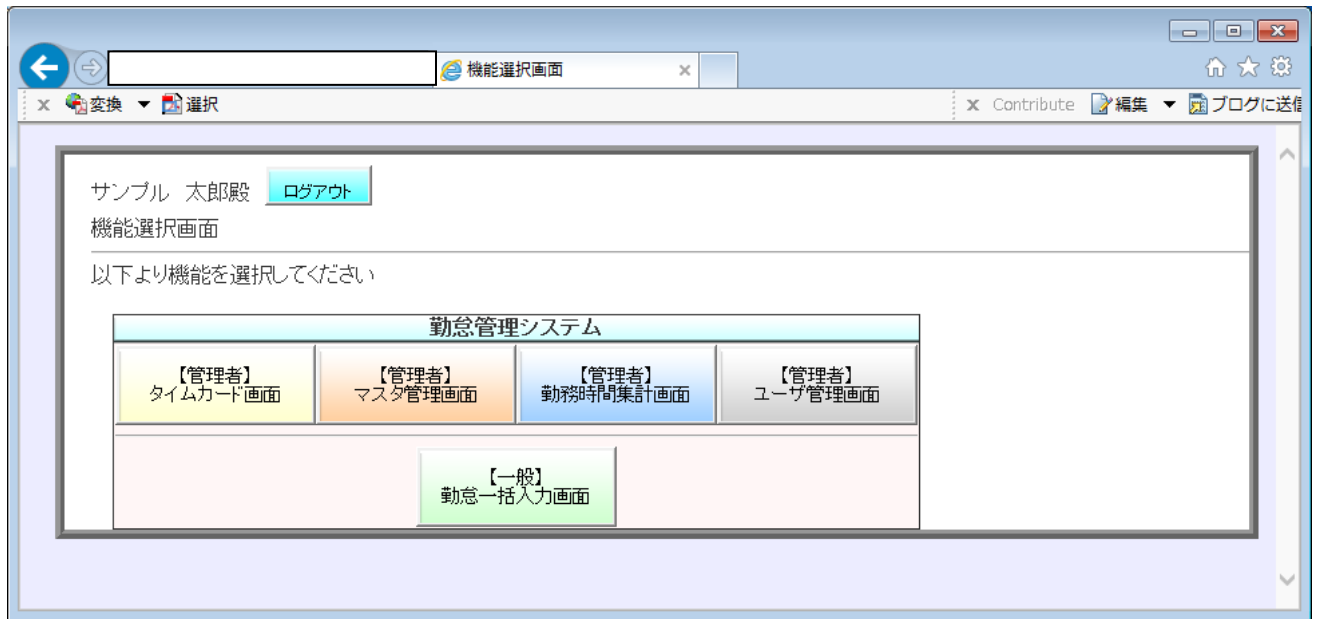 機能選択画面
変換 選択 Contribute 編集 ブログに送信
サンプル 太郎殿 ログアウト
機能選択画面
以下より機能を選択してください
勤怠管理システム
【管理者】
タイムカード画面
【管理者】
マスタ管理画面
【管理者】
勤務時間集計画面
【管理者】
ユーザ管理画面
【一般】
勤怠一括入力画面